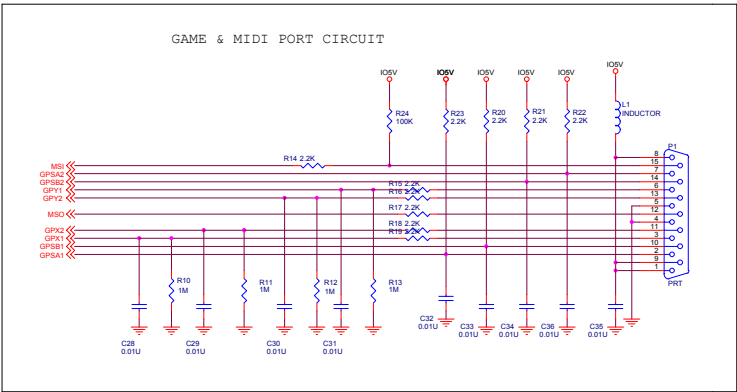 GAME & MIDI PORT CIRCUIT
IO5V IO5V IO5V IO5V IO5V IO5V
R24
100K
R23
2.2K
R20
2.2K
R21
2.2K
R22
2.2K
L1
INDUCTOR
P1
8
MSI R14 2.2K 15
GPSA2 7
GPSB2 14
GPY1 R15 2.2K 6
GPY2 R16 2.2K 13
5
MSO R17 2.2K 12
4
GPX2 R18 2.2K 11
GPX1 R19 2.2K 3
GPSB1 10
GPSA1 2
9
1
PRT
R10
1M
R11
1M
R12
1M
R13
1M
C28
0.01U
C29
0.01U
C30
0.01U
C31
0.01U
C32
0.01U
C33
0.01U
C34
0.01U
C36
0.01U
C35
0.01U